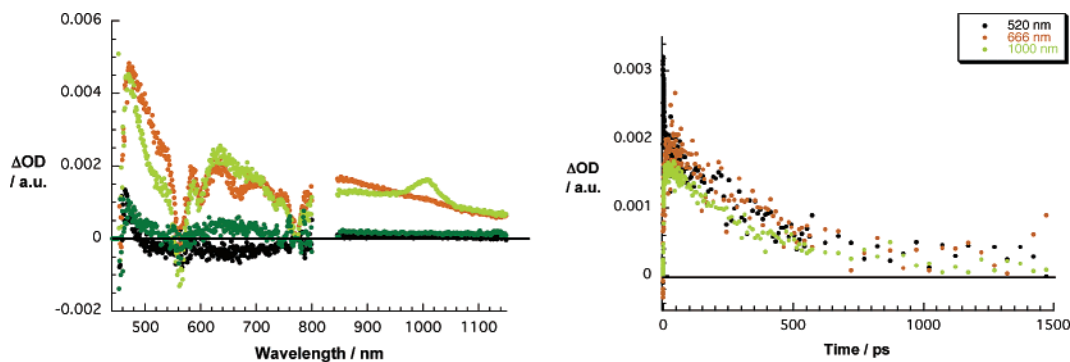 0.006
0.004
ΔOD
/ a.u.
0.002
0
-0.002
500 600 700 800 900 1000 1100
Wavelength / nm
520 nm
666 nm
1000 nm
0.003
0.002
ΔOD
/ a.u.
0.001
0
0 500 1000 1500
Time / ps